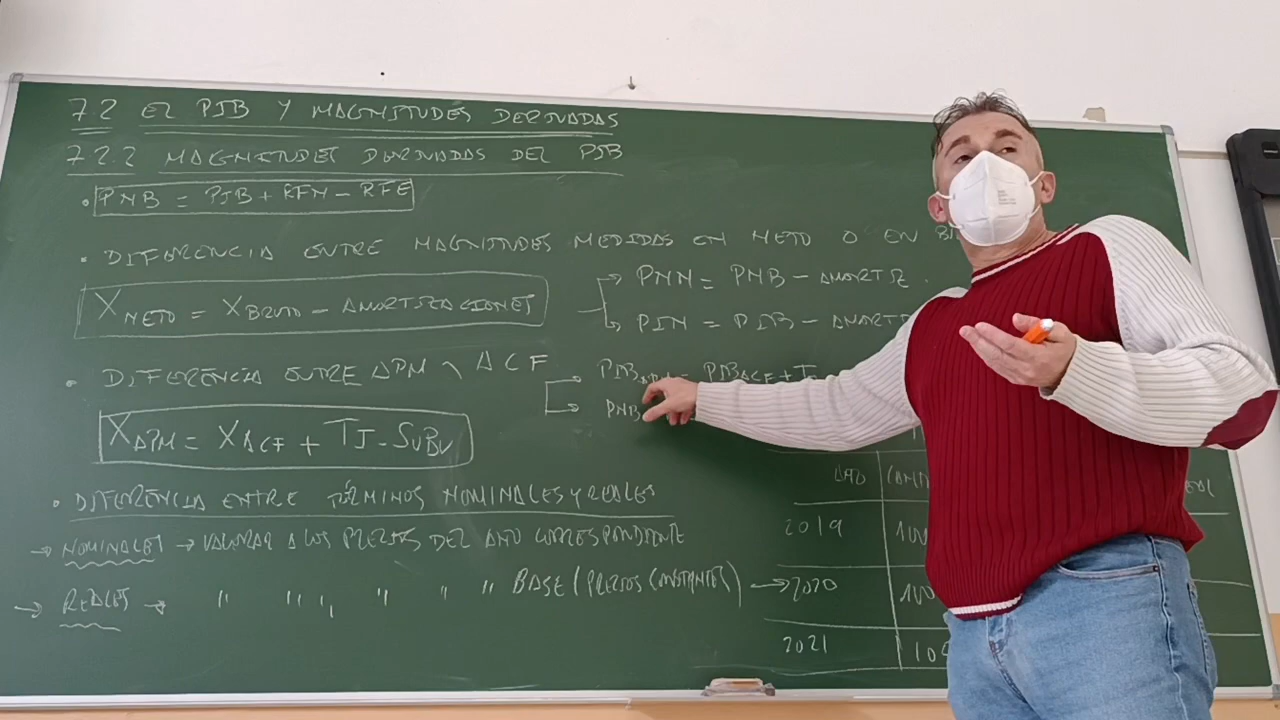 7.2 EL PIB Y MAGNITUDES DERIVADAS
7.2.2 MAGNITUDES DERIVADAS DEL PIB
· PNB = PIB + RFN - RFE
· DIFERENCIA ENTRE MAGNITUDES MEDIDAS EN NETO O EN
X NETO = X BRUTO - AMORTIZACIONES
→ PNN = PNB - AMORTIZ.
→ PIN = PIB - AMORTIZ
· DIFERENCIA ENTRE APM Y ACF
→ PIB = PIB ACF + T
→ PNB
X APM = X ACF + TI - SUBV
· DIFERENCIA ENTRE TÉRMINOS NOMINALES Y REALES
→ NOMINALES → VALORAR A LOS PRECIOS DEL AÑO CORRESPONDIENTE
→ REALES → " " " " " " BASE (PRECIOS CONSTANTES) →
AÑO
2019
2020
2021